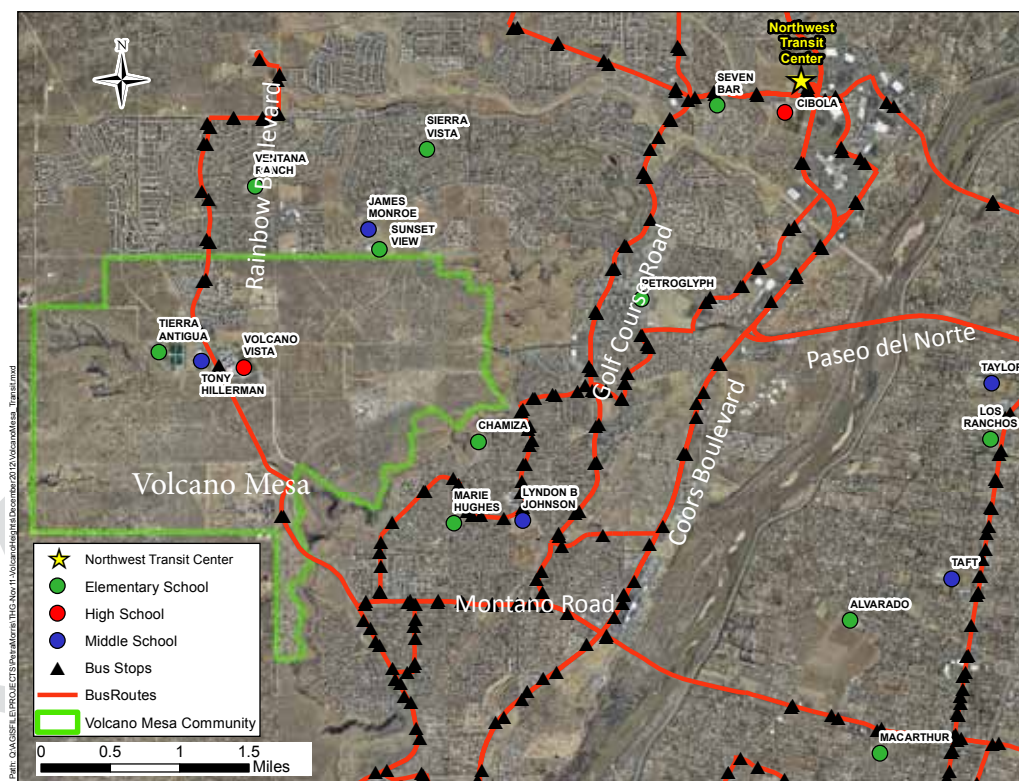 Northwest
Transit
Center
N
SEVEN
BAR
CIBOLA
SIERRA
VISTA
VENTANA
RANCH
Rainbow Boulevard
JAMES
MONROE
SUNSET
VIEW
PETROGLYPH
Golf Course Road
Paseo del Norte
TIERRA
ANTIGUA
VOLCANO
VISTA
TONY
HILLERMAN
TAYLOR
LOS
RANCHOS
CHAMIZA
Coors Boulevard
Volcano Mesa
MARIE
HUGHES
LYNDON B
JOHNSON
TAFT
Montano Road
ALVARADO
MACARTHUR
Northwest Transit Center
Elementary School
High School
Middle School
Bus Stops
BusRoutes
Volcano Mesa Community
0 0.5 1 1.5
Miles